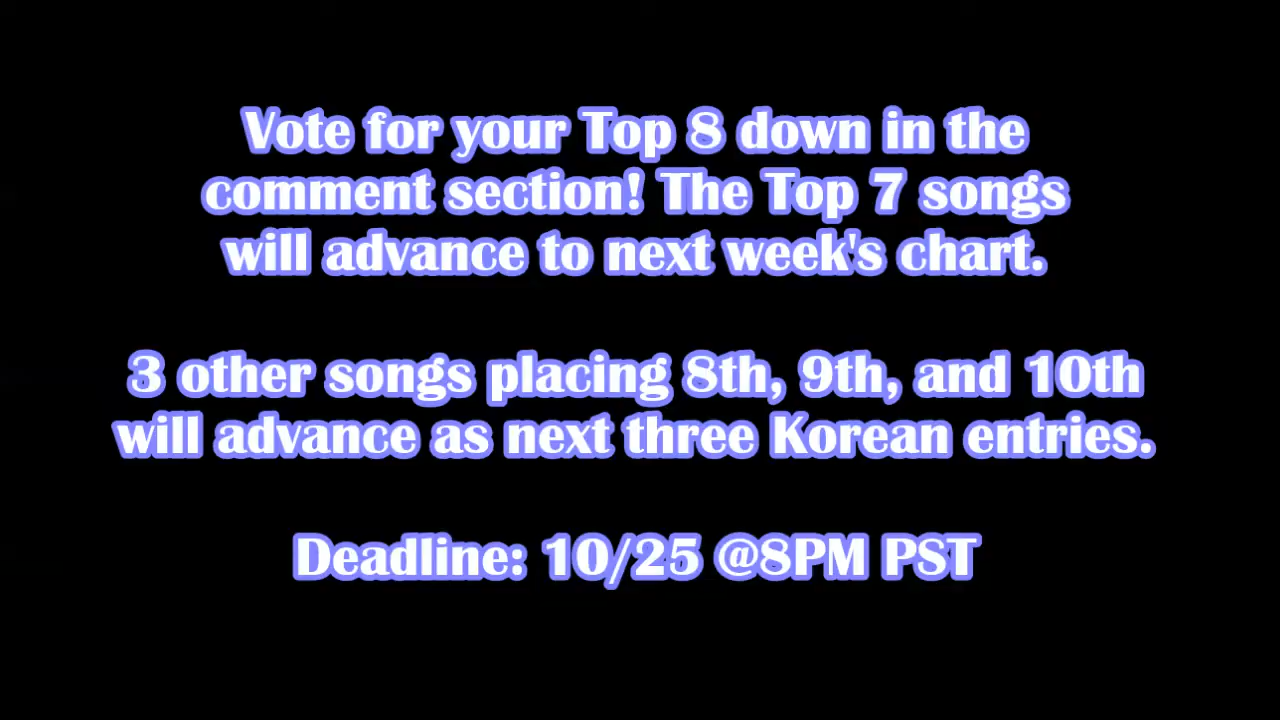 Vote for your Top 8 down in the
comment section! The Top 7 songs
will advance to next week's chart.
3 other songs placing 8th, 9th, and 10th
will advance as next three Korean entries.
Deadline: 10/25 @8PM PST